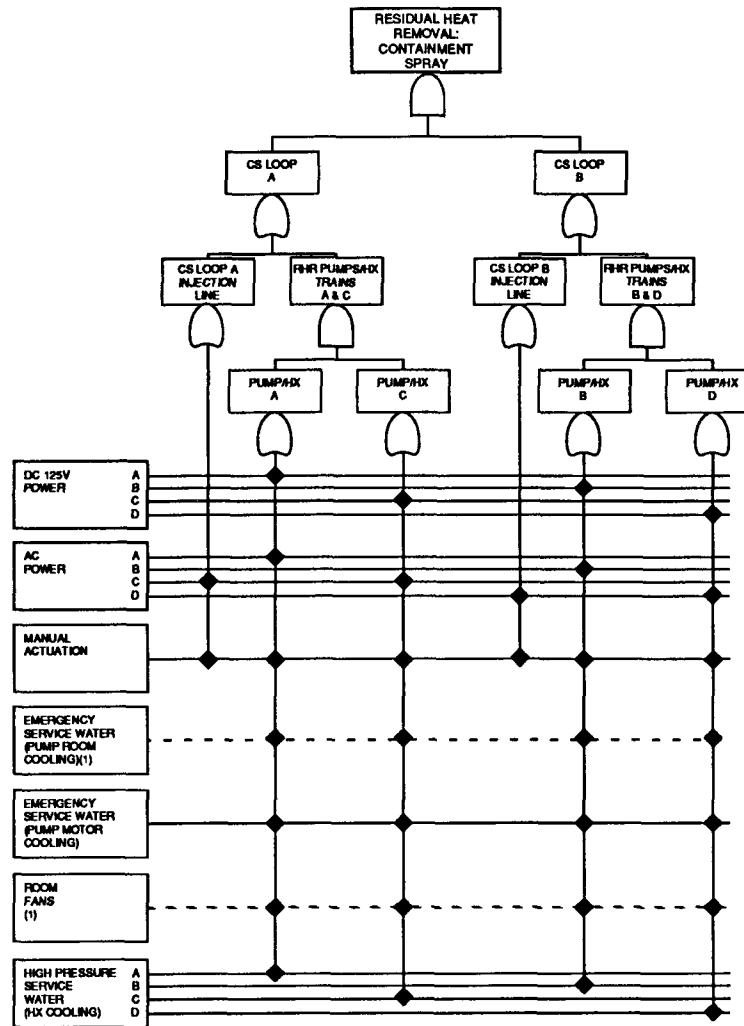 RESIDUAL HEAT
REMOVAL:
CONTAINMENT
SPRAY
CS LOOP
A
CS LOOP
B
CS LOOP A
INJECTION
LINE
RHR PUMPS/HX
TRAINS
A & C
CS LOOP B
INJECTION
LINE
RHR PUMPS/HX
TRAINS
B & D
PUMP/HX
A
PUMP/HX
C
PUMP/HX
B
PUMP/HX
D
DC 125V A
POWER B
C
D
AC A
POWER B
C
D
MANUAL
ACTUATION
EMERGENCY
SERVICE WATER
(PUMP ROOM
COOLING)(1)
EMERGENCY
SERVICE WATER
(PUMP MOTOR
COOLING)
ROOM
FANS
(1)
HIGH PRESSURE A
SERVICE B
WATER C
(HX COOLING) D